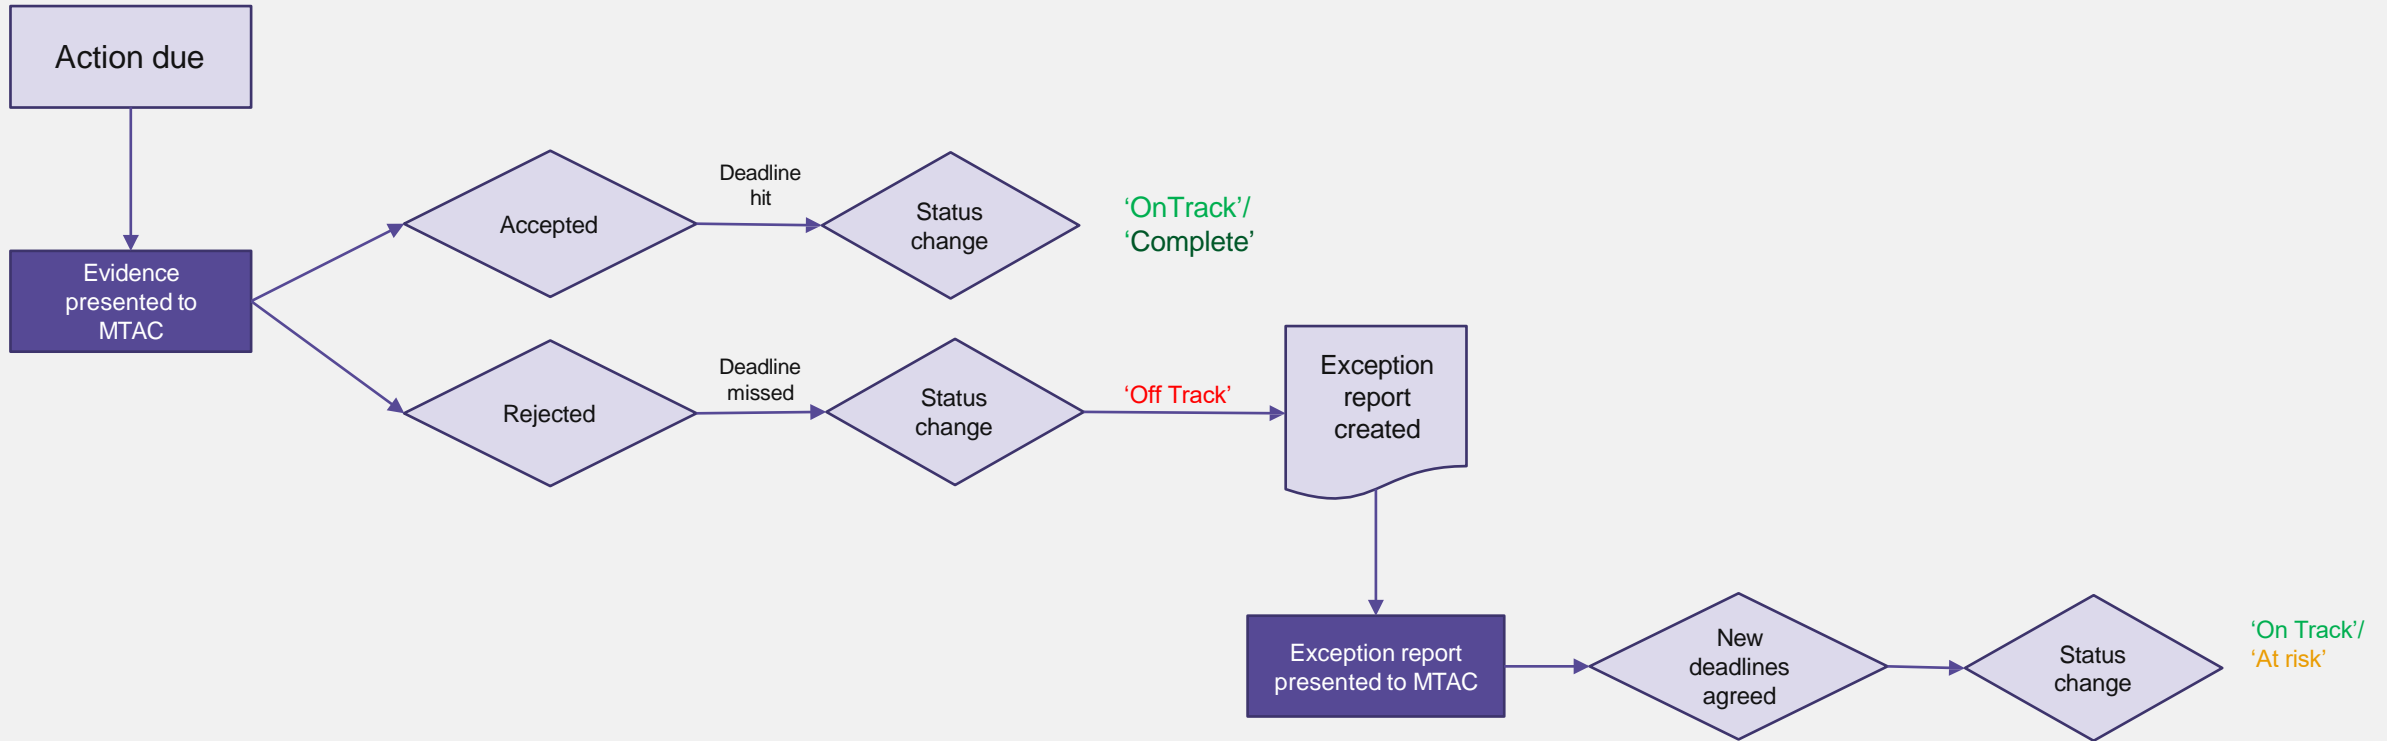 Action due
Evidence
presented to
MTAC
Accepted
Deadline
hit
Status
change
‘OnTrack’/
‘Complete’
Rejected
Deadline
missed
Status
change
‘Off Track’
Exception
report
created
Exception report
presented to MTAC
New
deadlines
agreed
Status
change
‘On Track’/
‘At risk’